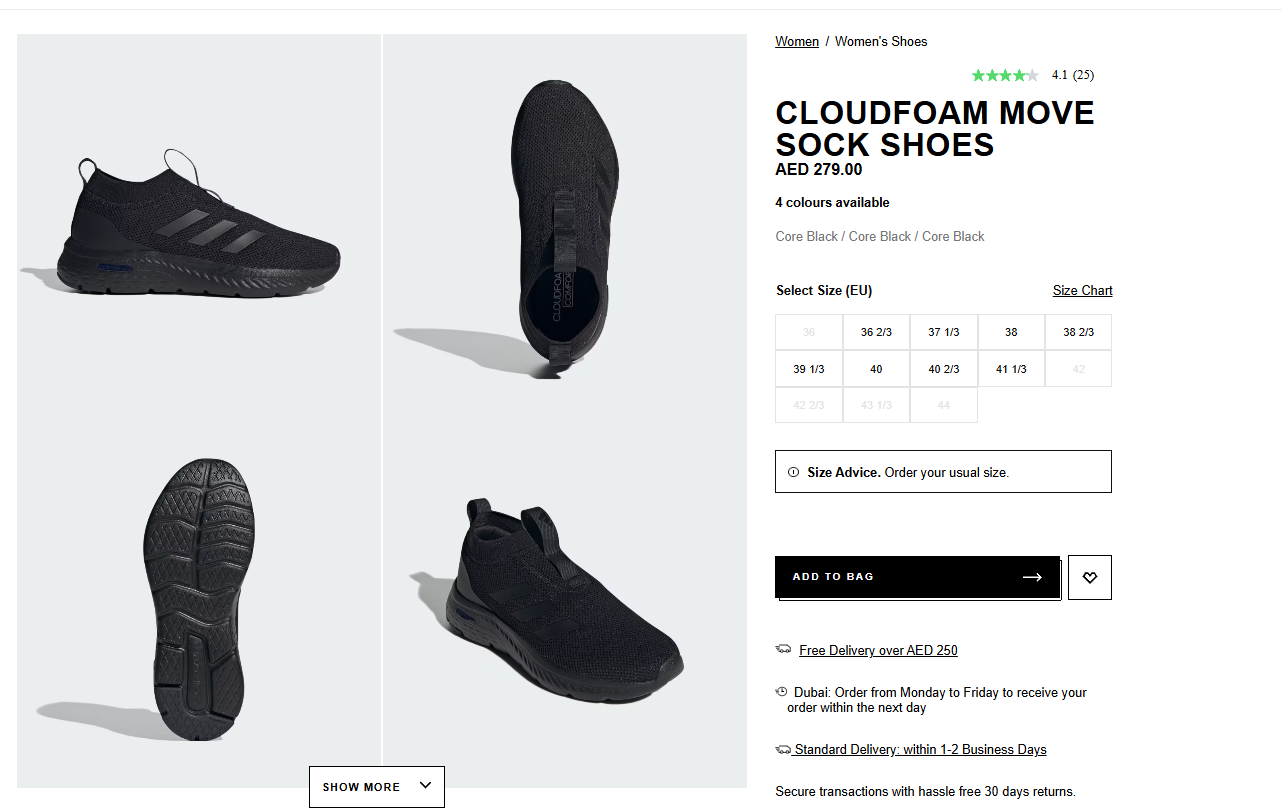 Women / Women's Shoes
4.1 (25)
CLOUDFOAM MOVE
SOCK SHOES
AED 279.00
4 colours available
Core Black / Core Black / Core Black
Select Size (EU) Size Chart
36 36 2/3 37 1/3 38 38 2/3
39 1/3 40 40 2/3 41 1/3 42
42 2/3 43 1/3 44
Size Advice. Order your usual size.
ADD TO BAG
Free Delivery over AED 250
Dubai: Order from Monday to Friday to receive your
order within the next day
Standard Delivery: within 1-2 Business Days
Secure transactions with hassle free 30 days returns.
SHOW MORE